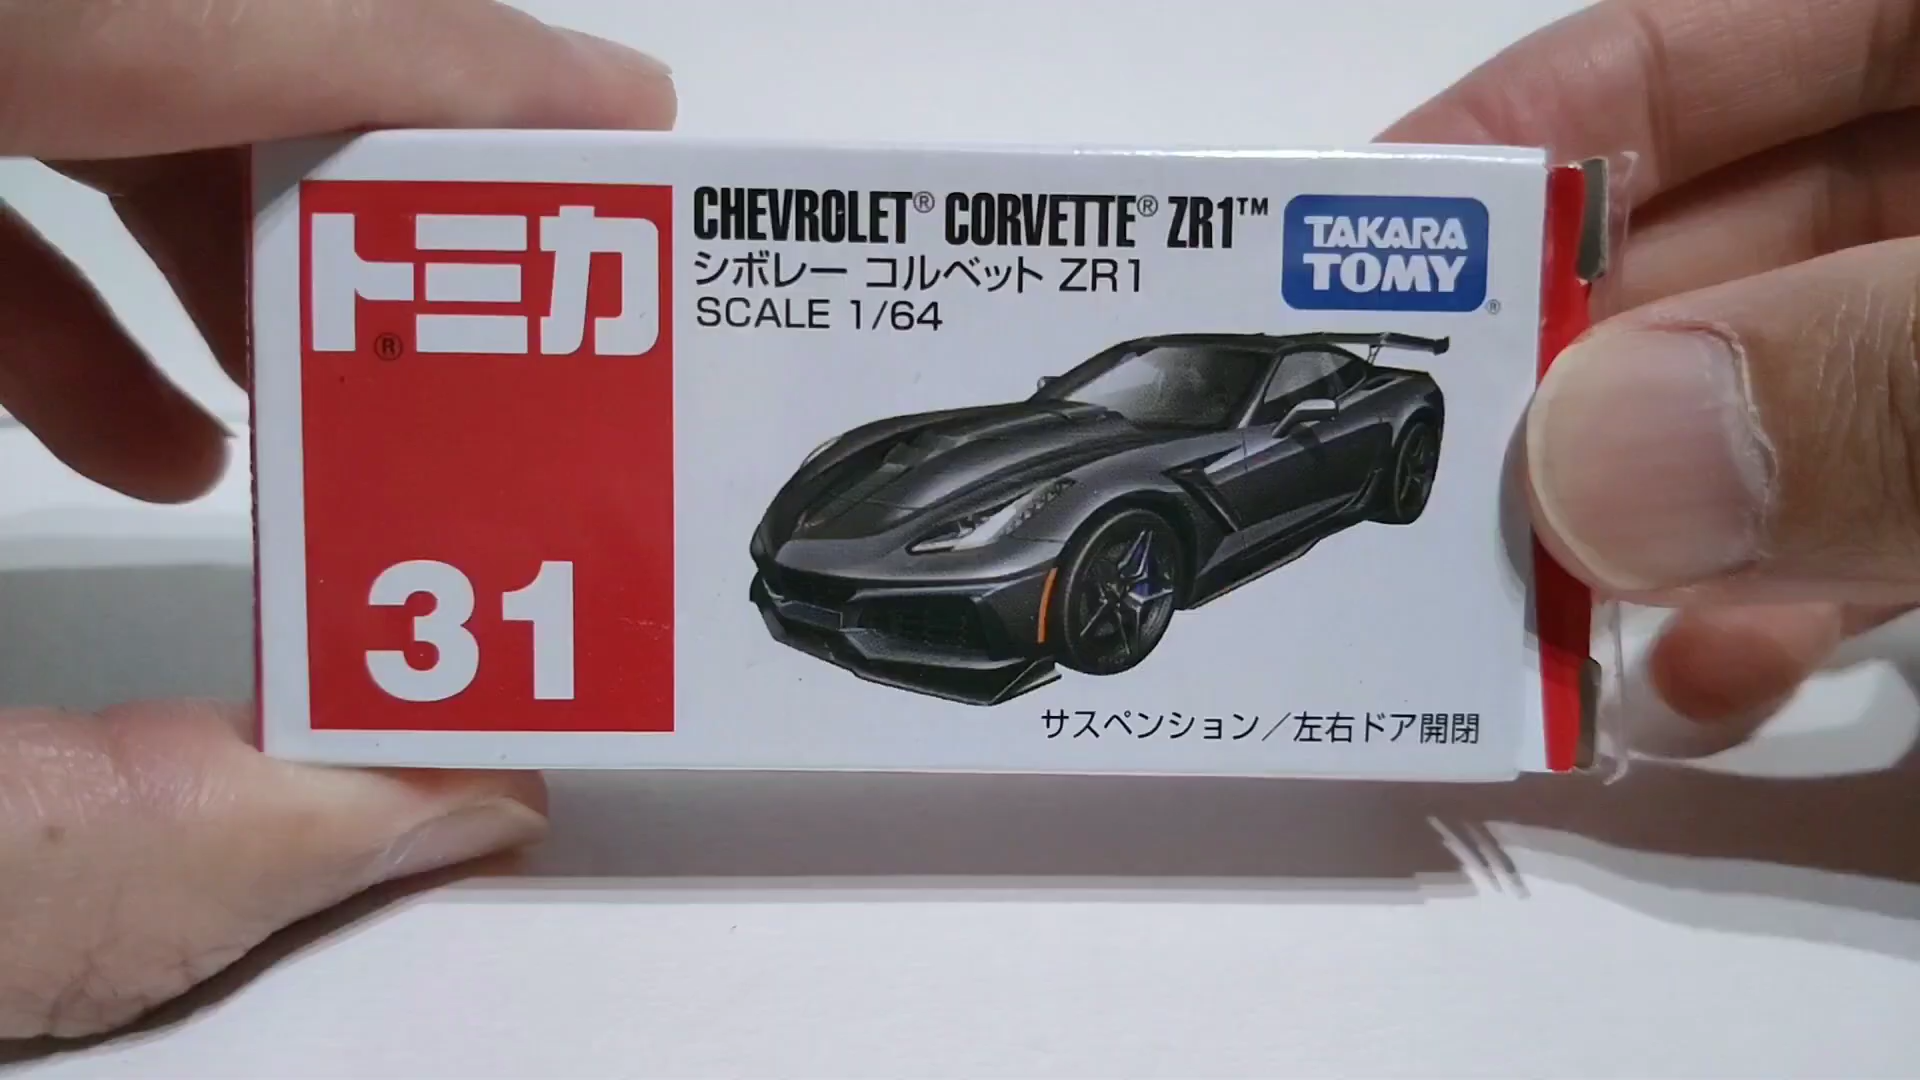 トミカ®
31
CHEVROLET® CORVETTE® ZR1™
シボレー コルベット ZR1
SCALE 1/64
TAKARA
TOMY®
サスペンション/左右ドア開閉